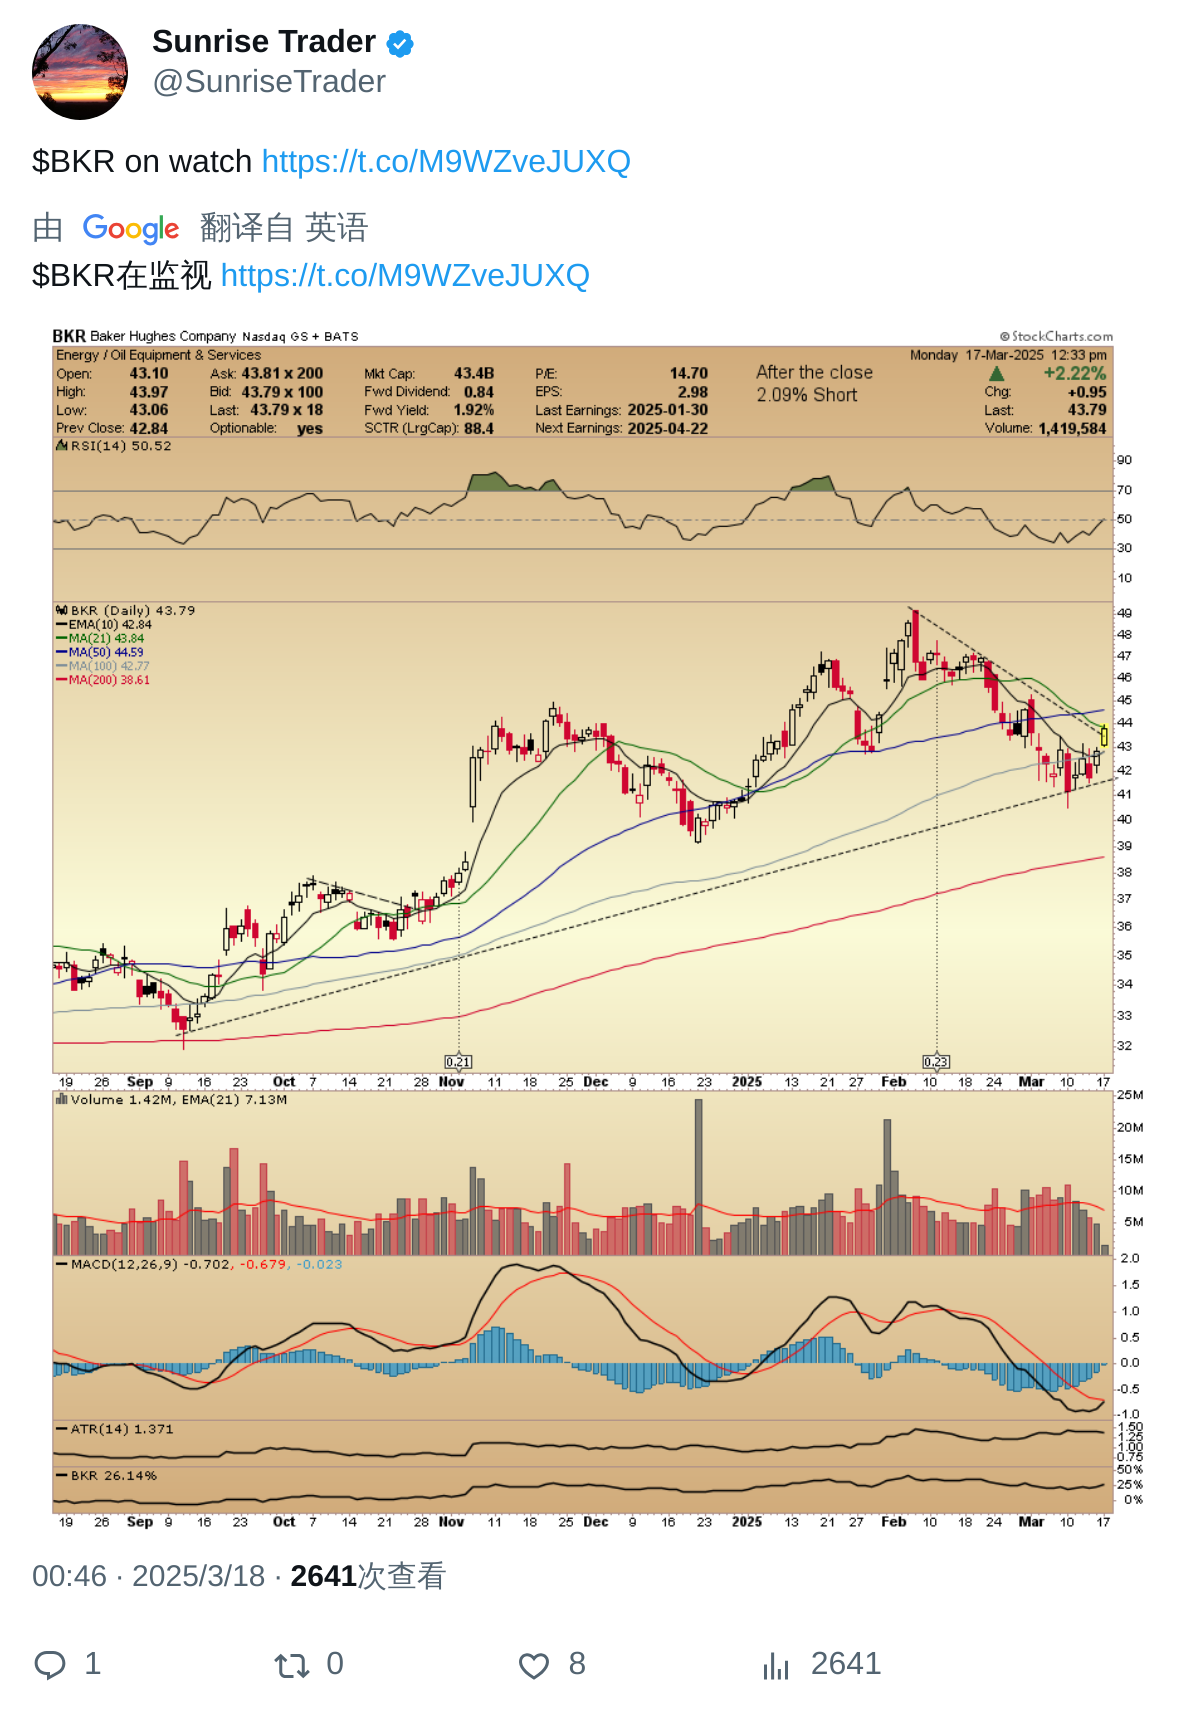 Sunrise Trader
@SunriseTrader
$BKR on watch https://t.co/M9WZveJUXQ
由 Google 翻译自 英语
$BKR在监视 https://t.co/M9WZveJUXQ
BKR Baker Hughes Company Nasdaq GS + BATS © StockCharts.com
Energy / Oil Equipment & Services Monday 17-Mar-2025 12:33 pm
Open: 43.10 Ask: 43.81 x 200 Mkt Cap: 43.4B P/E: 14.70 After the close +2.22%
High: 43.97 Bid: 43.79 x 100 Fwd Dividend: 0.84 EPS: 2.98 2.09% Short Chg: +0.95
Low: 43.06 Last: 43.79 x 18 Fwd Yield: 1.92% Last Earnings: 2025-01-30 Last: 43.79
Prev Close: 42.84 Optionable: yes SCTR (LrgCap): 88.4 Next Earnings: 2025-04-22 Volume: 1,419,584
RSI(14) 50.52
90
70
50
30
10
BKR (Daily) 43.79
EMA(10) 42.84
MA(21) 43.84
MA(50) 44.59
MA(100) 42.77
MA(200) 38.61
49
48
47
46
45
44
43
42
41
40
39
38
37
36
35
34
33
32
0.21 0.23
19 26 Sep 9 16 23 Oct 7 14 21 28 Nov 11 18 25 Dec 9 16 23 2025 13 21 27 Feb 10 18 24 Mar 10 17
Volume 1.42M, EMA(21) 7.13M
25M
20M
15M
10M
5M
MACD(12,26,9) -0.702, -0.679, -0.023
2.0
1.5
1.0
0.5
0.0
-0.5
-1.0
ATR(14) 1.371
1.50
1.25
1.00
0.75
BKR 26.14%
50%
25%
0%
19 26 Sep 9 16 23 Oct 7 14 21 28 Nov 11 18 25 Dec 9 16 23 2025 13 21 27 Feb 10 18 24 Mar 10 17
00:46 · 2025/3/18 · 2641次查看
1 0 8 2641